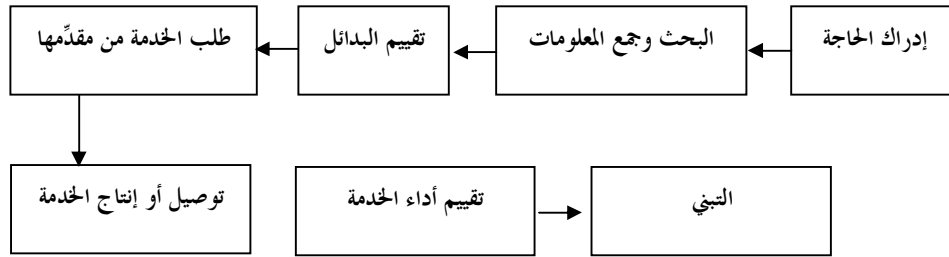 إدراك الحاجة
البحث وجمع المعلومات
تقييم البدائل
طلب الخدمة من مقدِّمها
توصيل أو إنتاج الخدمة
تقييم أداء الخدمة
التبني